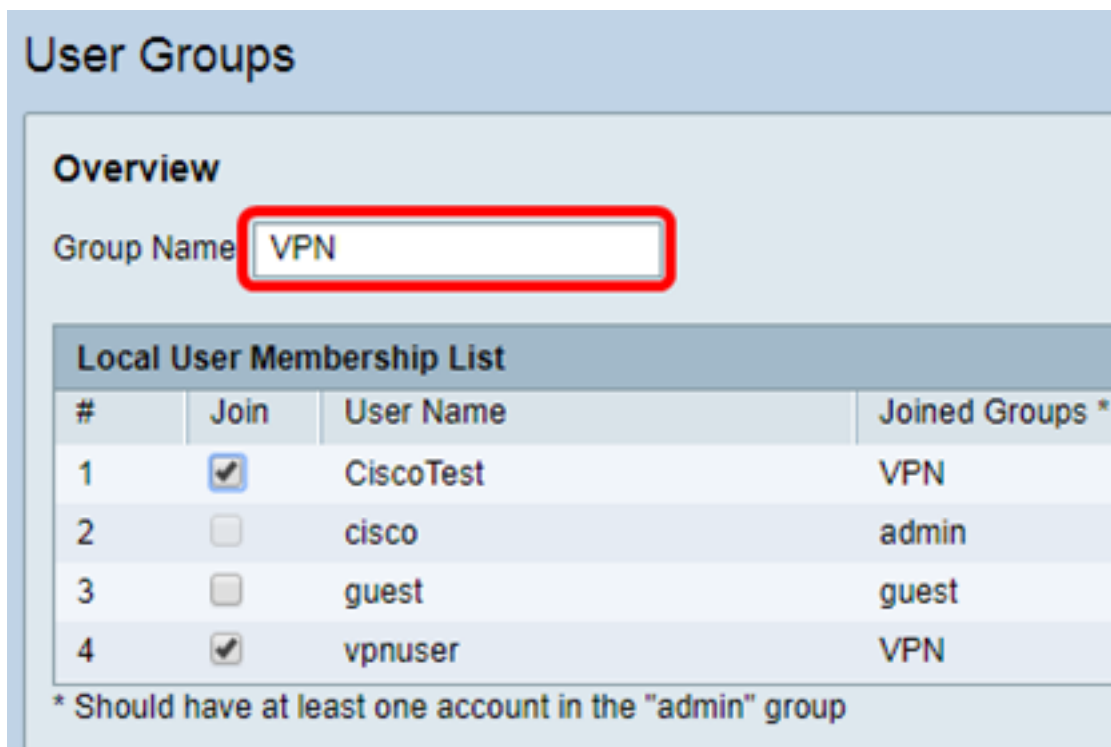 User Groups
Overview
Group Name VPN
Local User Membership List
# Join User Name Joined Groups *
1 CiscoTest VPN
2 cisco admin
3 guest guest
4 vpnuser VPN
* Should have at least one account in the "admin" group